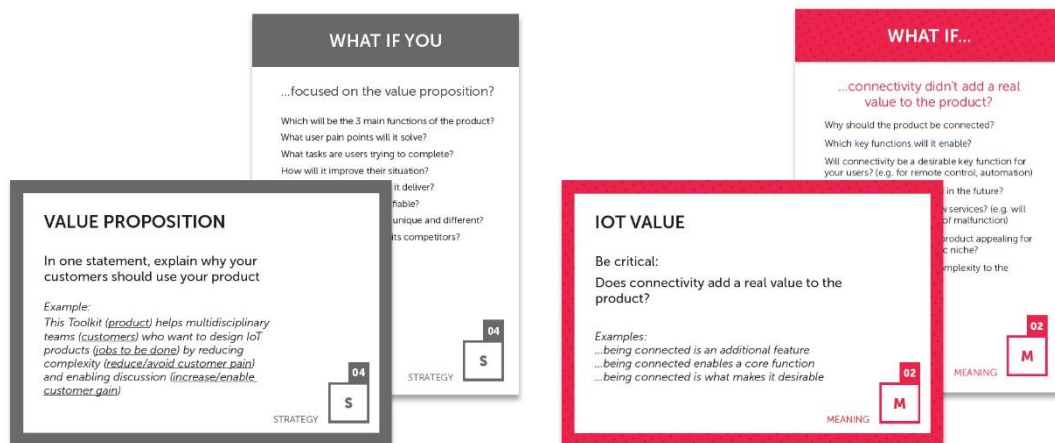 WHAT IF YOU
...focused on the value proposition?
Which will be the 3 main functions of the product?
What user pain points will it solve?
What tasks are users trying to complete?
How will it improve their situation?
it deliver?
fiable?
unique and different?
its competitors?
04
S
STRATEGY
VALUE PROPOSITION
In one statement, explain why your
customers should use your product
Example:
This Toolkit (product) helps multidisciplinary
teams (customers) who want to design IoT
products (jobs to be done) by reducing
complexity (reduce/avoid customer pain)
and enabling discussion (increase/enable
customer gain)
04
S
STRATEGY
WHAT IF...
...connectivity didn't add a real
value to the product?
Why should the product be connected?
Which key functions will it enable?
Will connectivity be a desirable key function for
your users? (e.g. for remote control, automation)
in the future?
services? (e.g. will
of malfunction)
product appealing for
niche?
mplexity to the
02
M
MEANING
IOT VALUE
Be critical:
Does connectivity add a real value to the
product?
Examples:
...being connected is an additional feature
...being connected enables a core function
...being connected is what makes it desirable
02
M
MEANING